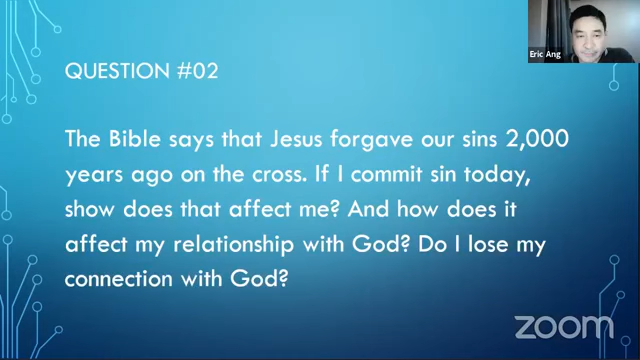 Eric Ang
QUESTION #02
The Bible says that Jesus forgave our sins 2,000
years ago on the cross. If I commit sin today,
show does that affect me? And how does it
affect my relationship with God? Do I lose my
connection with God?
zoom